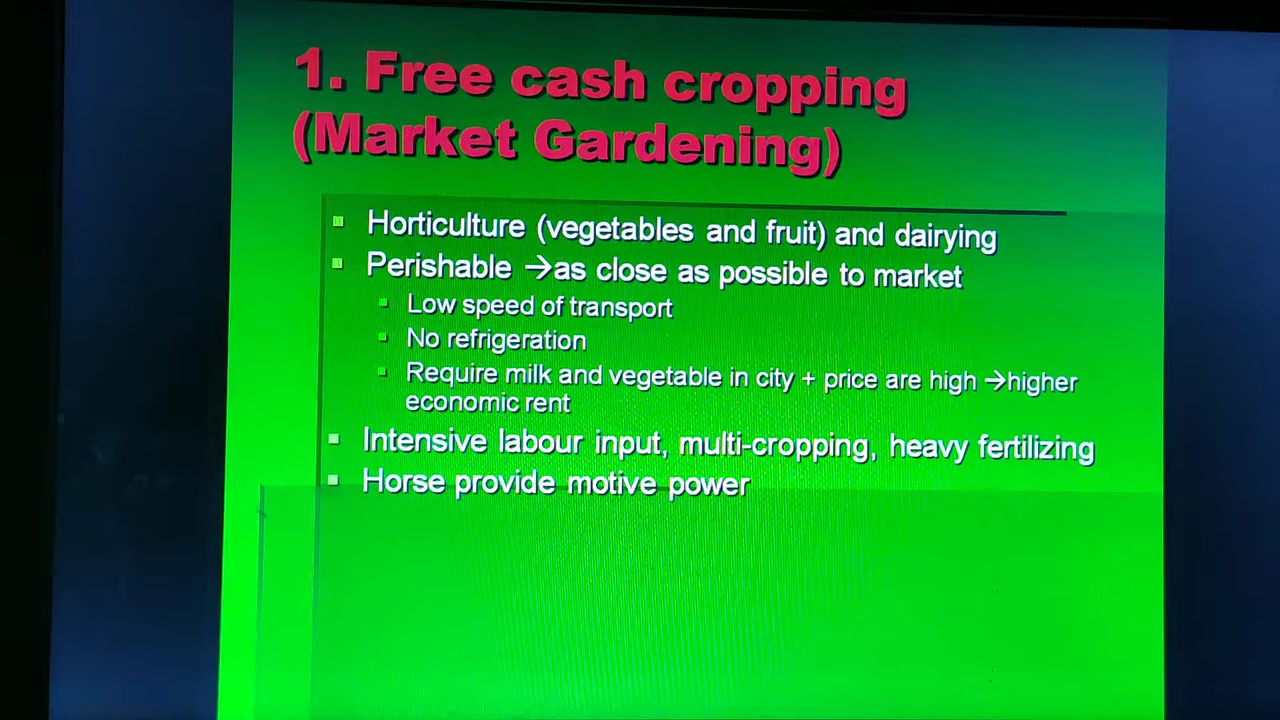 1. Free cash cropping
(Market Gardening)
Horticulture (vegetables and fruit) and dairying
Perishable →as close as possible to market
Low speed of transport
No refrigeration
Require milk and vegetable in city + price are high →higher
economic rent
Intensive labour input, multi-cropping, heavy fertilizing
Horse provide motive power